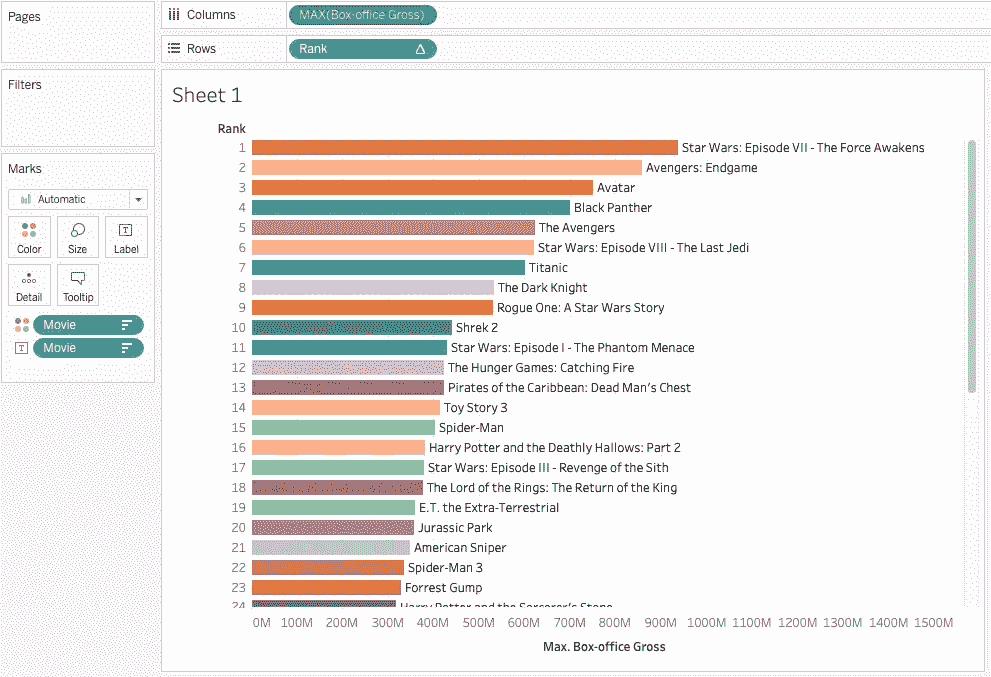 Pages
Columns
MAX(Box-office Gross)
Rows
Rank
Filters
Marks
Automatic
Color
Size
Label
Detail
Tooltip
Movie
Movie
Sheet 1
Rank
1 Star Wars: Episode VII - The Force Awakens
2 Avengers: Endgame
3 Avatar
4 Black Panther
5 The Avengers
6 Star Wars: Episode VIII - The Last Jedi
7 Titanic
8 The Dark Knight
9 Rogue One: A Star Wars Story
10 Shrek 2
11 Star Wars: Episode I - The Phantom Menace
12 The Hunger Games: Catching Fire
13 Pirates of the Caribbean: Dead Man's Chest
14 Toy Story 3
15 Spider-Man
16 Harry Potter and the Deathly Hallows: Part 2
17 Star Wars: Episode III - Revenge of the Sith
18 The Lord of the Rings: The Return of the King
19 E.T. the Extra-Terrestrial
20 Jurassic Park
21 American Sniper
22 Spider-Man 3
23 Forrest Gump
24 Harry Potter and the Sorcerer's Stone
0M 100M 200M 300M 400M 500M 600M 700M 800M 900M 1000M 1100M 1200M 1300M 1400M 1500M
Max. Box-office Gross